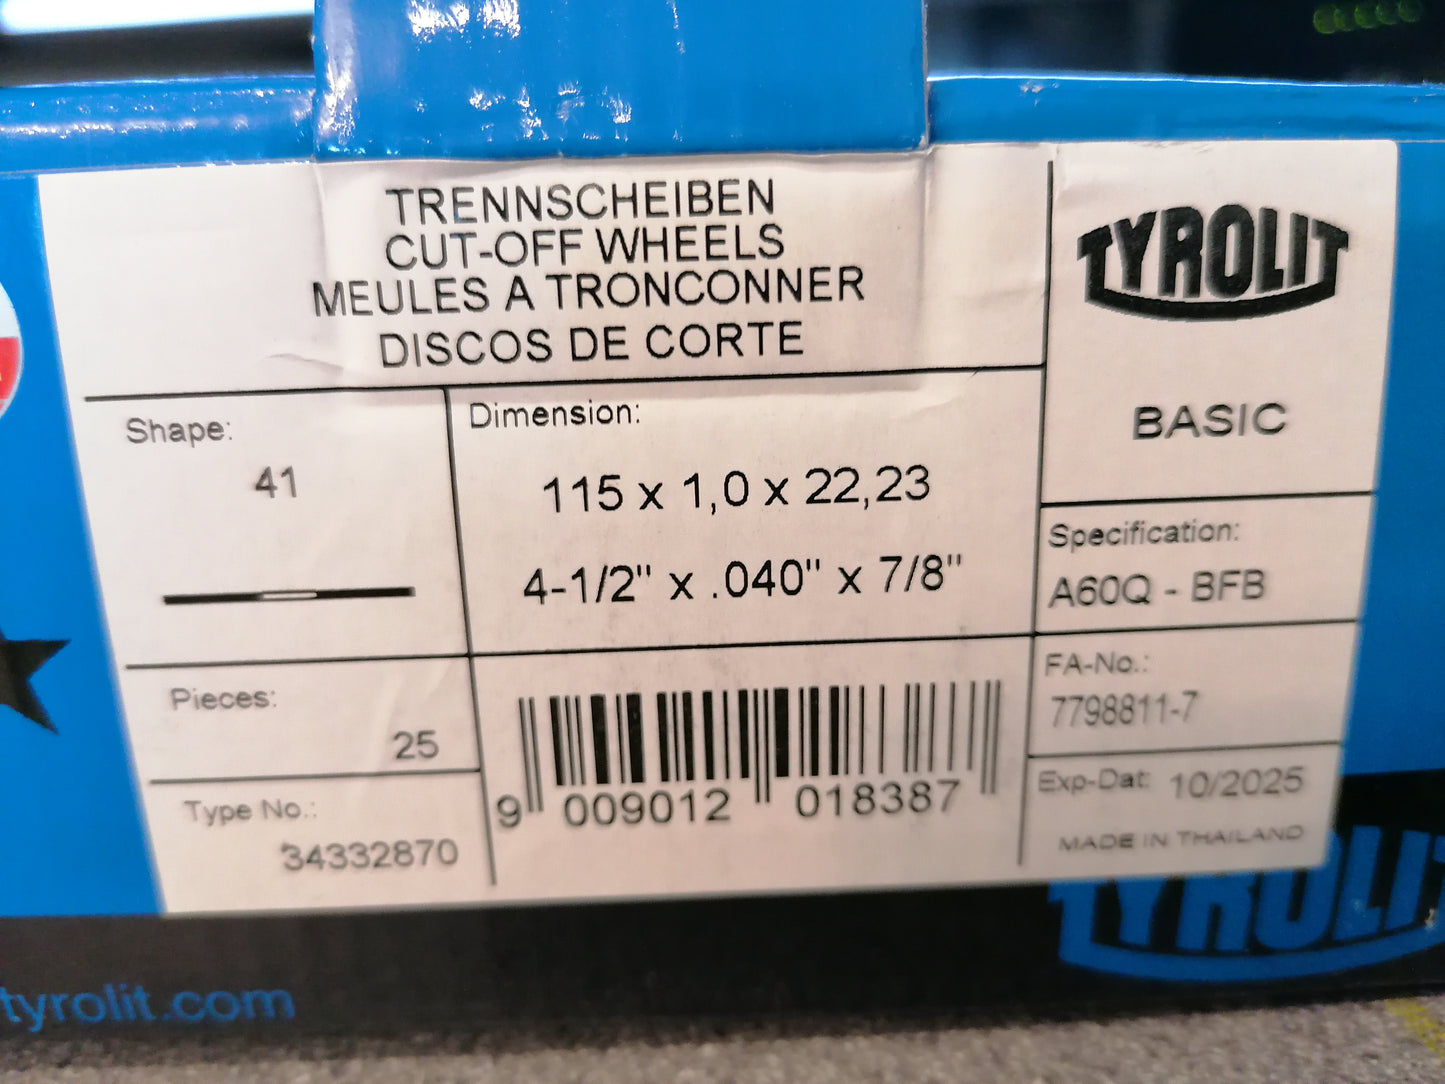 TRENNSCHEIBEN
CUT-OFF WHEELS
MEULES A TRONCONNER
DISCOS DE CORTE
TYROLIT
BASIC
Shape:
41
Dimension:
115 x 1,0 x 22,23
4-1/2" x .040" x 7/8"
Specification:
A60Q - BFB
Pieces:
25
FA-No.:
7798811-7
Type No.:
34332870
9 009012 018387
Exp-Dat: 10/2025
MADE IN THAILAND
TYROLIT
tyrolit.com